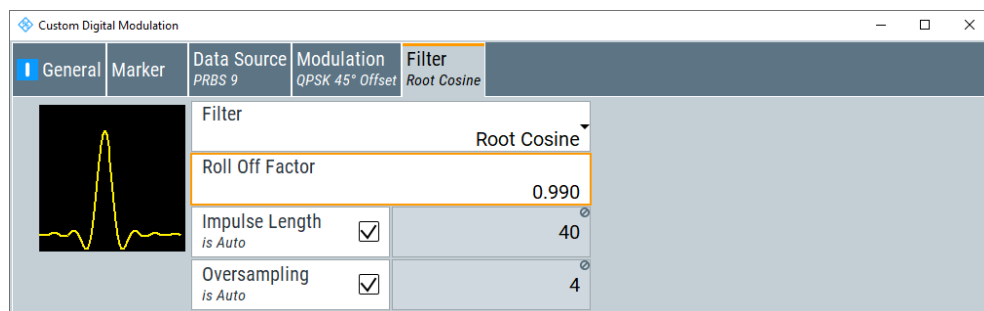 Custom Digital Modulation
General
Marker
Data Source
PRBS 9
Modulation
QPSK 45° Offset
Filter
Root Cosine
Filter
Root Cosine
Roll Off Factor
0.990
Impulse Length
is Auto
40
Oversampling
is Auto
4